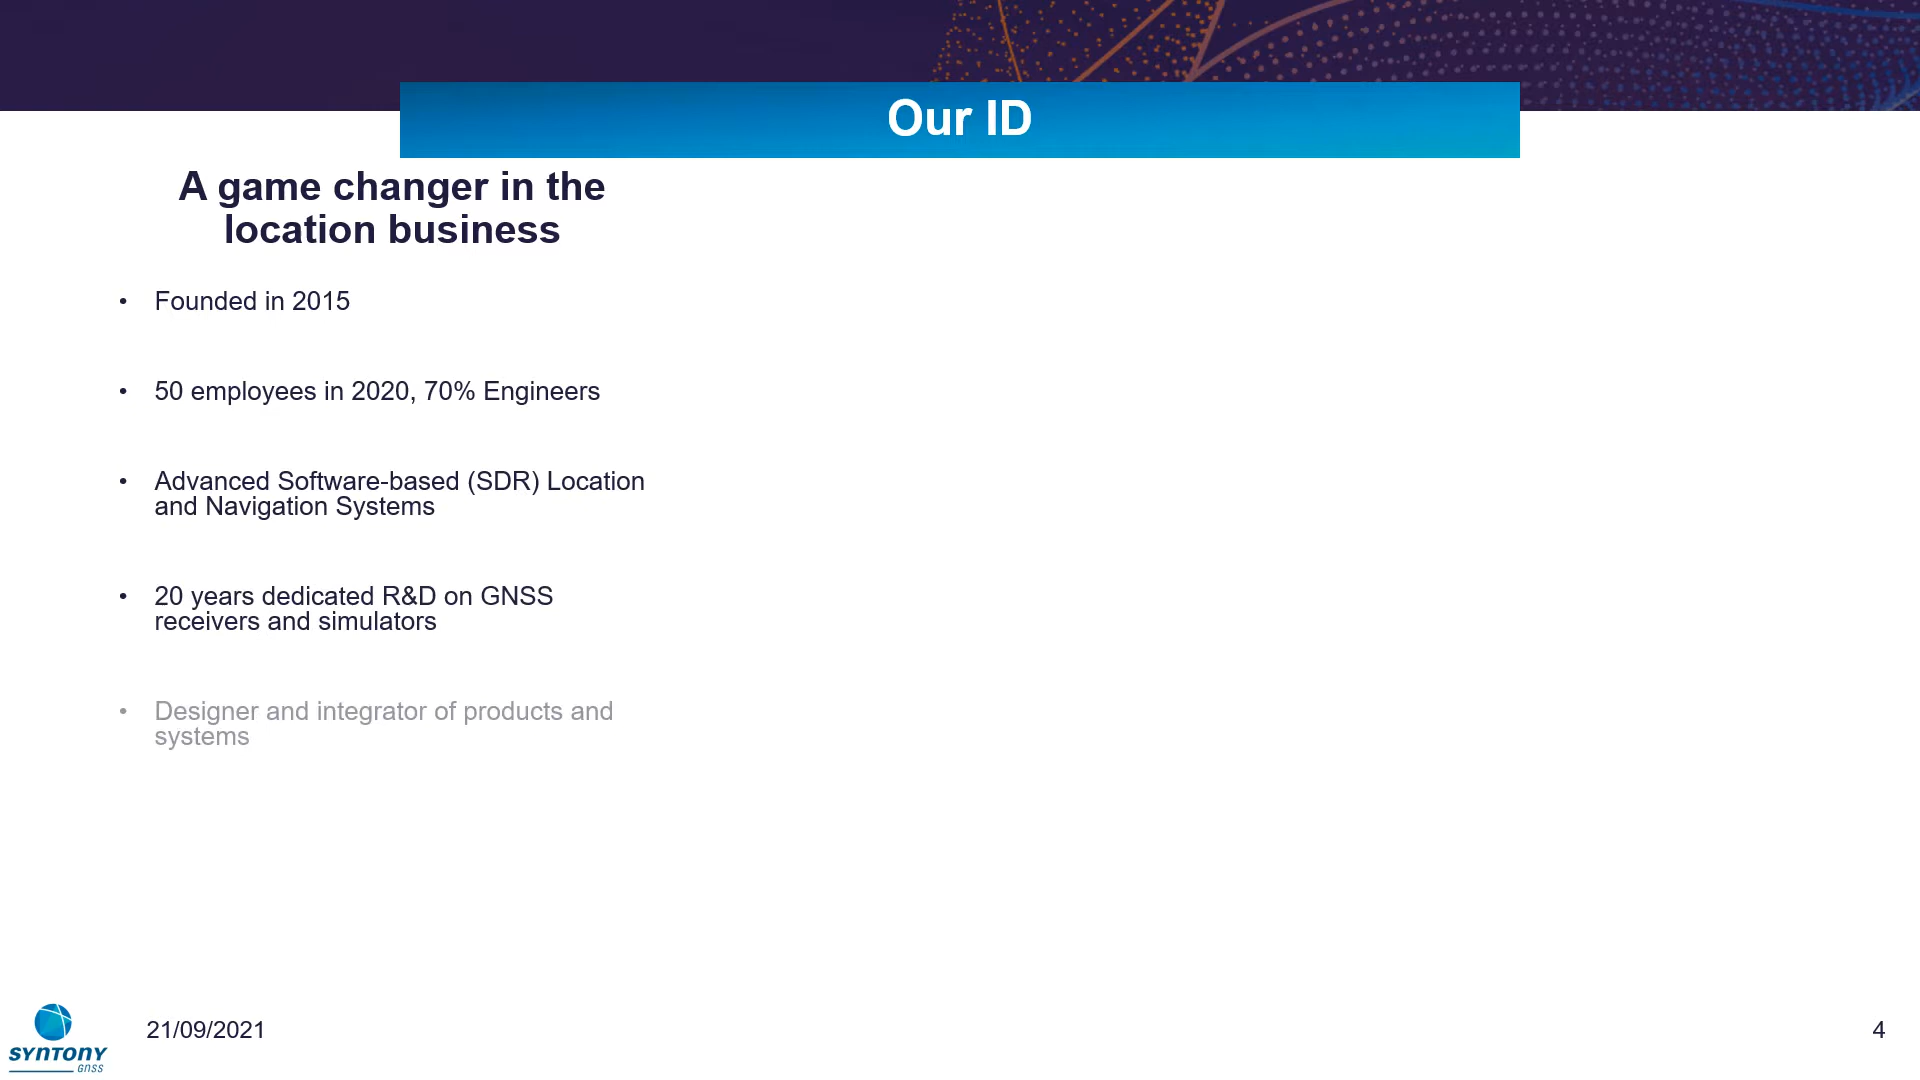 Our ID
A game changer in the
location business
• Founded in 2015
• 50 employees in 2020, 70% Engineers
• Advanced Software-based (SDR) Location
and Navigation Systems
• 20 years dedicated R&D on GNSS
receivers and simulators
• Designer and integrator of products and
systems
SYNTONY
GNSS
21/09/2021
4